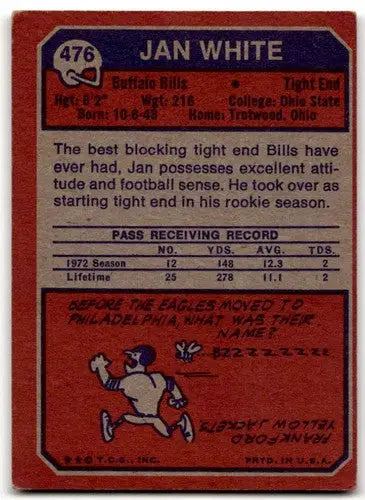 476
JAN WHITE
Buffalo Bills • Tight End
Hgt: 6'2" Wgt: 216 College: Ohio State
Born: 10-6-48 Home: Trotwood, Ohio
The best blocking tight end Bills have
ever had, Jan possesses excellent atti-
tude and football sense. He took over as
starting tight end in his rookie season.
PASS RECEIVING RECORD
NO. YDS. AVG. TDS.
1972 Season 12 148 12.3 2
Lifetime 25 278 11.1 2
BEFORE THE EAGLES MOVED TO
PHILADELPHIA, WHAT WAS THEIR
NAME?
BZZZZZZZZ
FRANKFORD
YELLOW JACKETS
★★© T.C.G., INC. PRTD. IN U.S.A.